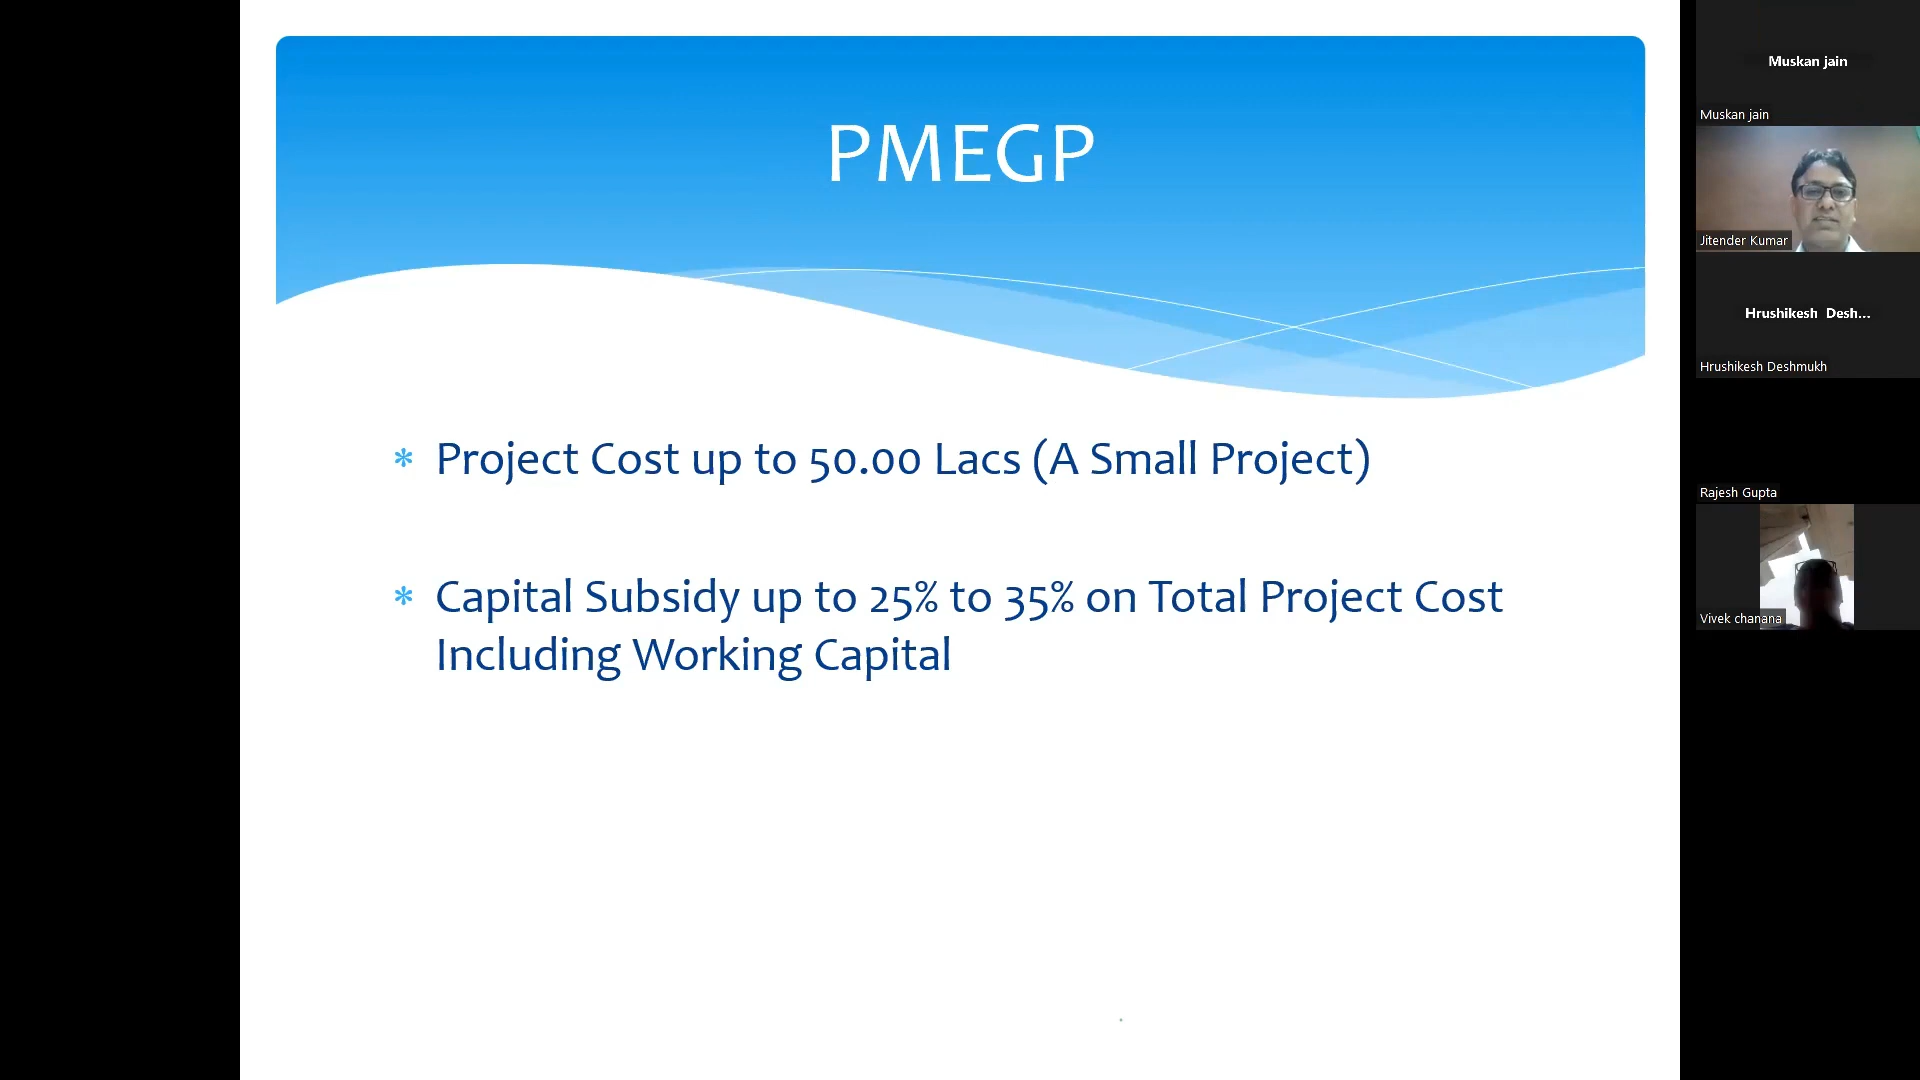 PMEGP
* Project Cost up to 50.00 Lacs (A Small Project)
* Capital Subsidy up to 25% to 35% on Total Project Cost
Including Working Capital
Muskan jain
Muskan jain
Jitender Kumar
Hrushikesh Desh...
Hrushikesh Deshmukh
Rajesh Gupta
Vivek chanana